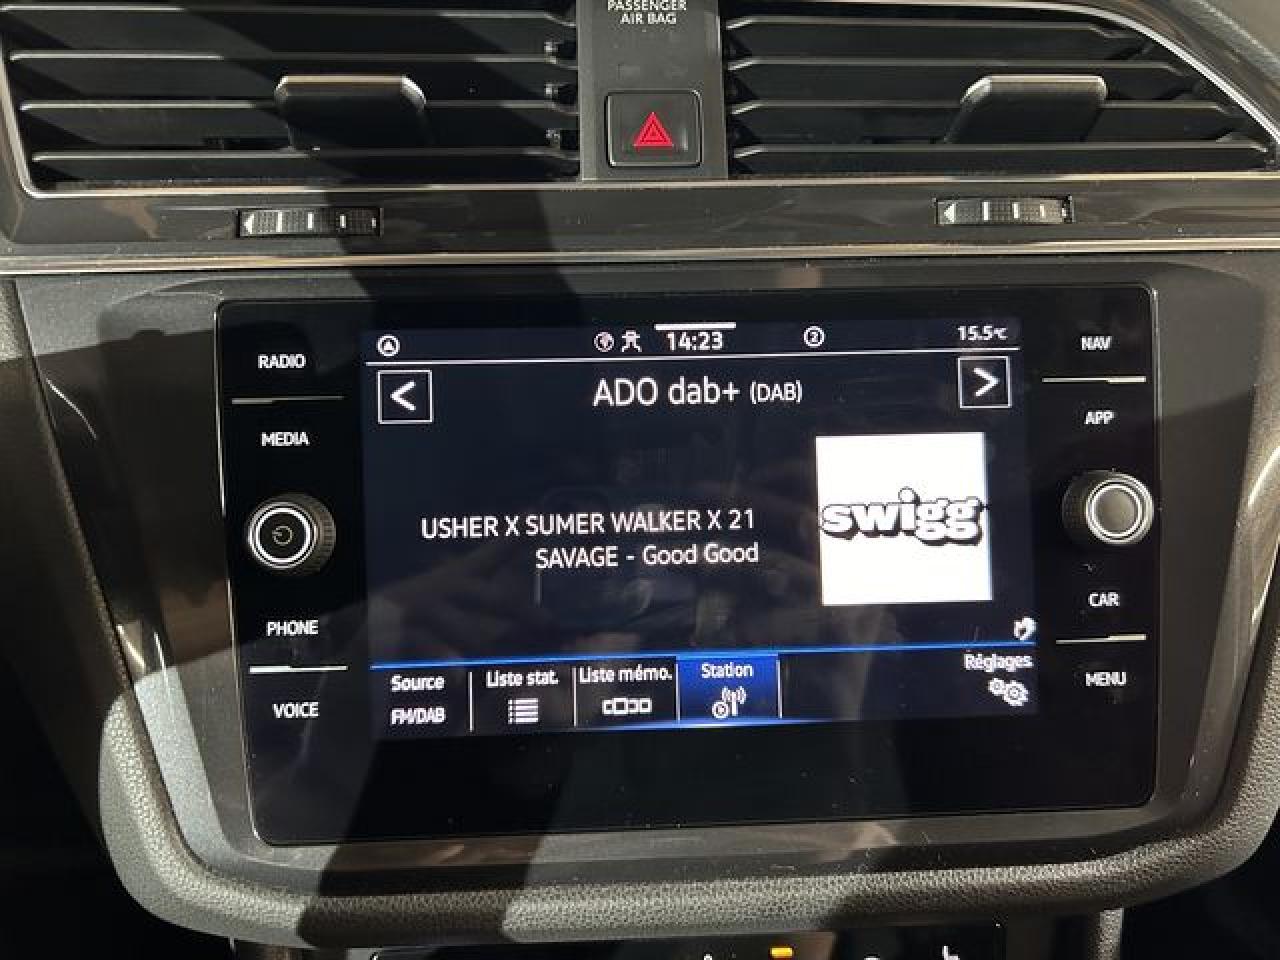 PASSENGER
AIR BAG
RADIO
MEDIA
PHONE
VOICE
14:23
2
15.5°C
<
ADO dab+ (DAB)
>
USHER X SUMER WALKER X 21
SAVAGE - Good Good
swigg
Source
FM/DAB
Liste stat.
Liste mémo.
Station
Réglages
NAV
APP
CAR
MENU